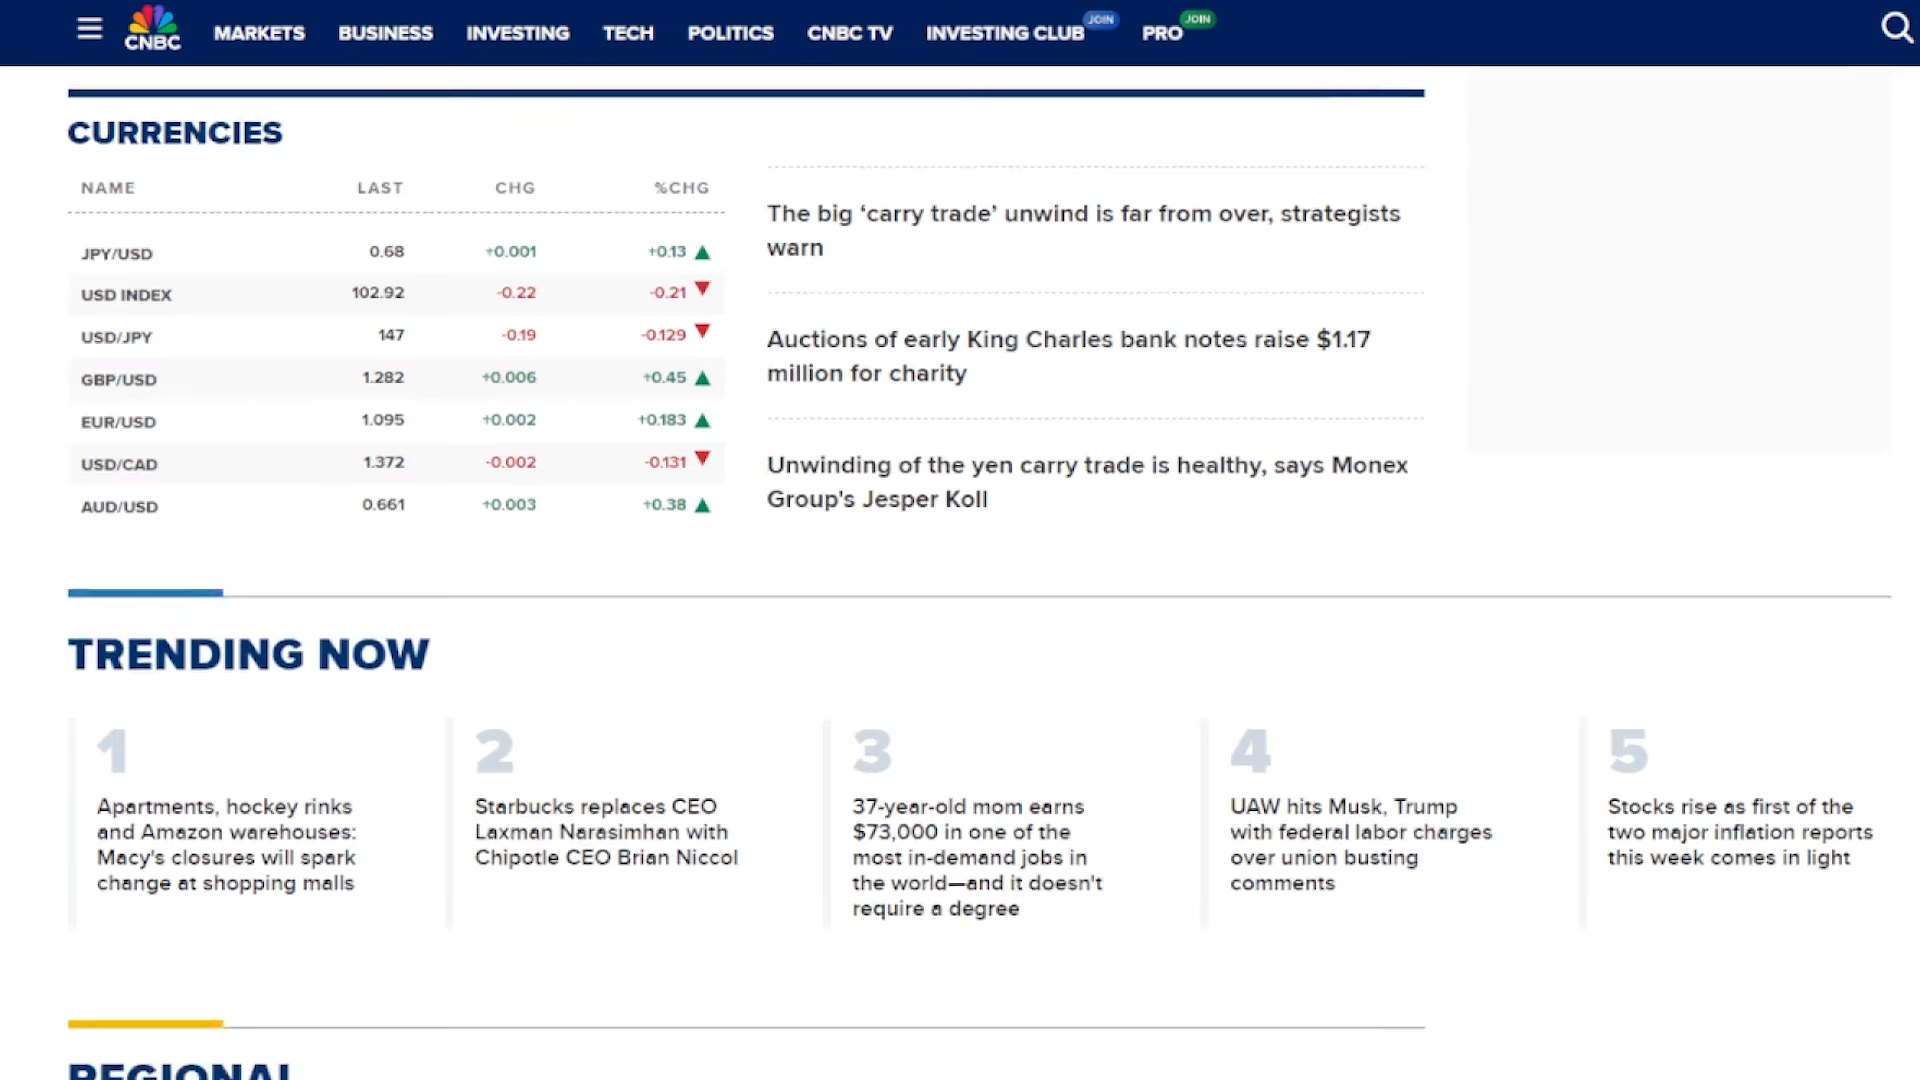 CNBC
MARKETS BUSINESS INVESTING TECH POLITICS CNBC TV INVESTING CLUB JOIN PRO JOIN
CURRENCIES
NAME LAST CHG %CHG
JPY/USD 0.68 +0.001 +0.13
USD INDEX 102.92 -0.22 -0.21
USD/JPY 147 -0.19 -0.129
GBP/USD 1.282 +0.006 +0.45
EUR/USD 1.095 +0.002 +0.183
USD/CAD 1.372 -0.002 -0.131
AUD/USD 0.661 +0.003 +0.38
The big ‘carry trade’ unwind is far from over, strategists
warn
Auctions of early King Charles bank notes raise $1.17
million for charity
Unwinding of the yen carry trade is healthy, says Monex
Group's Jesper Koll
TRENDING NOW
1
Apartments, hockey rinks
and Amazon warehouses:
Macy's closures will spark
change at shopping malls
2
Starbucks replaces CEO
Laxman Narasimhan with
Chipotle CEO Brian Niccol
3
37-year-old mom earns
$73,000 in one of the
most in-demand jobs in
the world—and it doesn't
require a degree
4
UAW hits Musk, Trump
with federal labor charges
over union busting
comments
5
Stocks rise as first of the
two major inflation reports
this week comes in light
REGIONAL